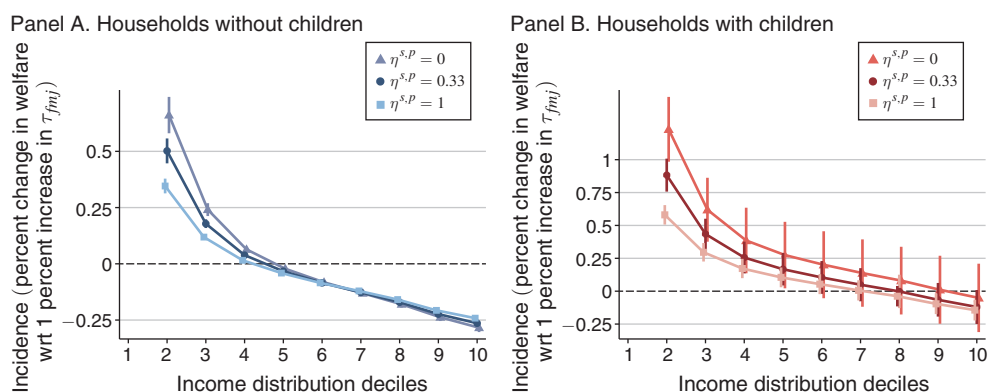 Panel A. Households without children
Incidence (percent change in welfare
wrt 1 percent increase in τ_fmj)
η^{s,p} = 0
η^{s,p} = 0.33
η^{s,p} = 1
0.5
0.25
0
−0.25
1 2 3 4 5 6 7 8 9 10
Income distribution deciles
Panel B. Households with children
Incidence (percent change in welfare
wrt 1 percent increase in τ_fmj)
η^{s,p} = 0
η^{s,p} = 0.33
η^{s,p} = 1
1
0.75
0.5
0.25
0
−0.25
1 2 3 4 5 6 7 8 9 10
Income distribution deciles